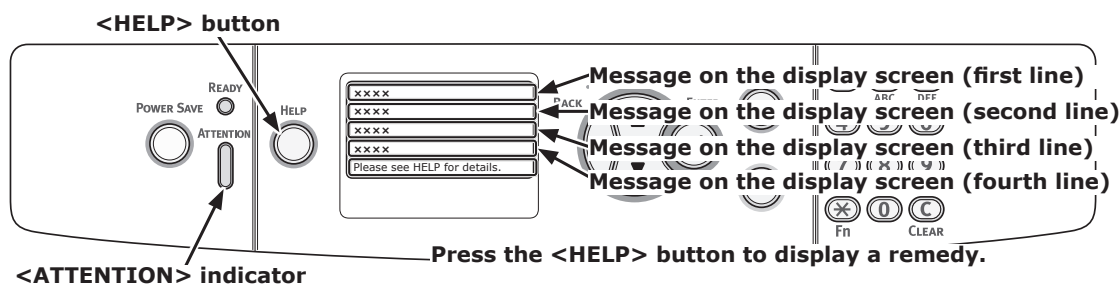 <HELP> button
READY
POWER SAVE
HELP
ATTENTION
××××
××××
××××
××××
Please see HELP for details.
Message on the display screen (first line)
BACK
ABC DEF
Message on the display screen (second line)
Message on the display screen (third line)
Message on the display screen (fourth line)
0 C
Fn CLEAR
Press the <HELP> button to display a remedy.
<ATTENTION> indicator